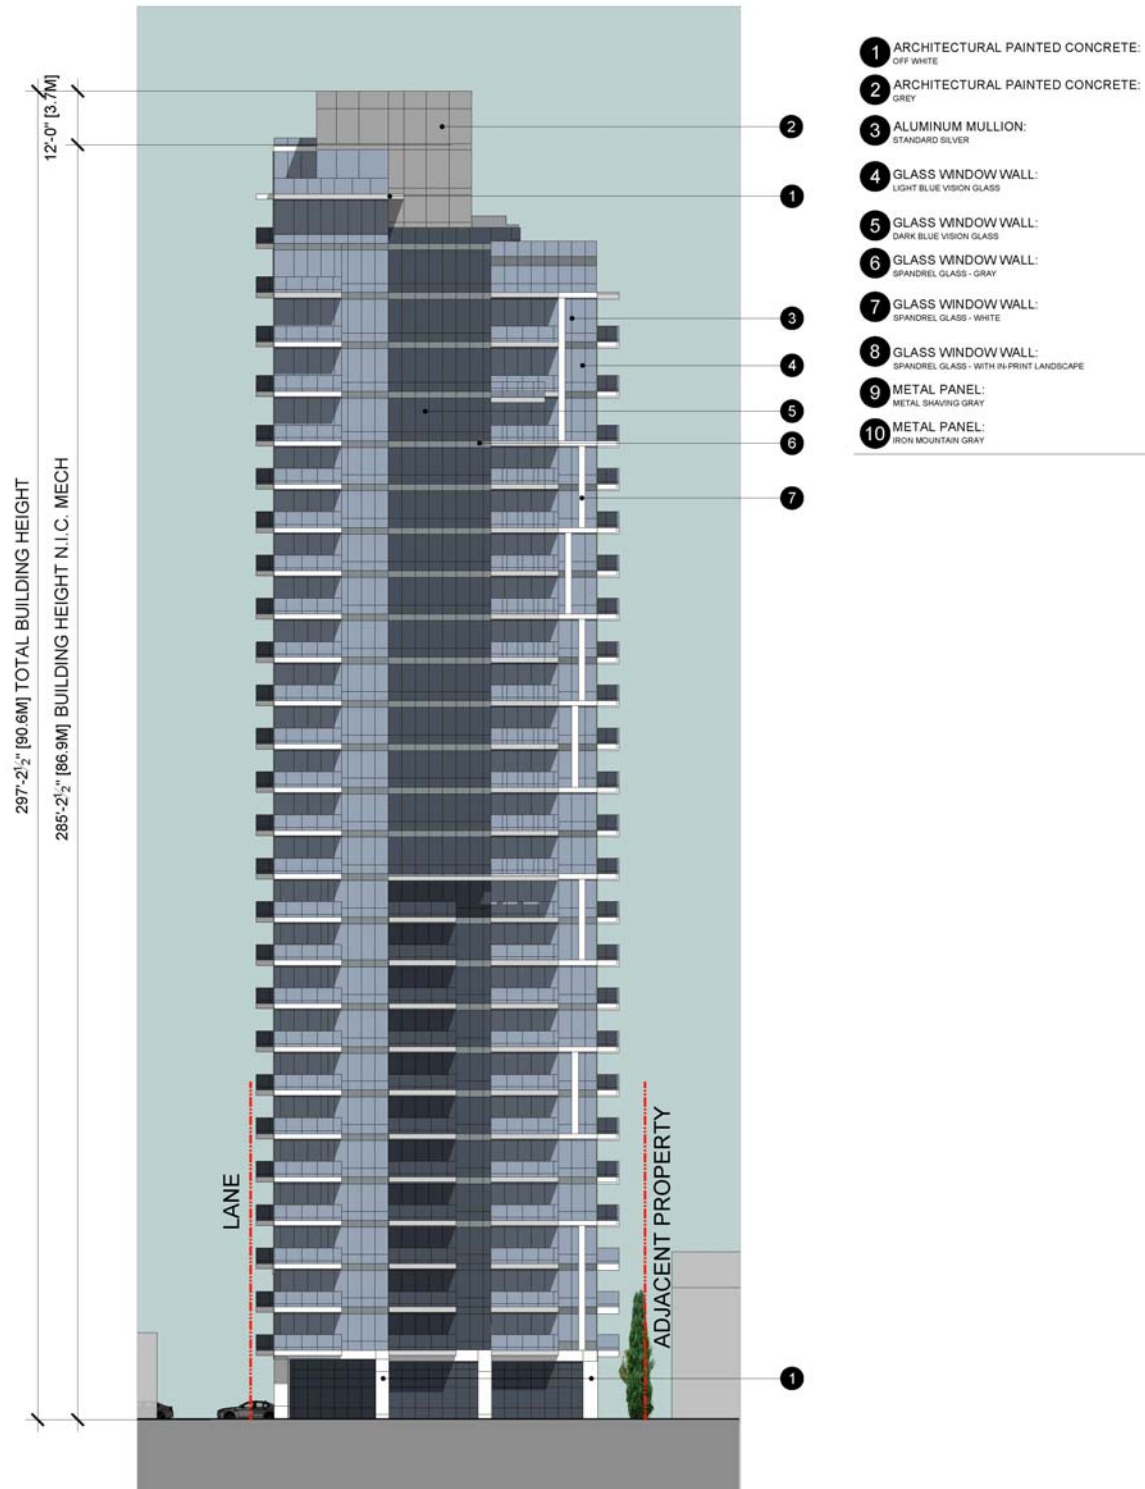 1 ARCHITECTURAL PAINTED CONCRETE:
OFF WHITE
2 ARCHITECTURAL PAINTED CONCRETE:
GREY
3 ALUMINUM MULLION:
STANDARD SILVER
4 GLASS WINDOW WALL:
LIGHT BLUE VISION GLASS
5 GLASS WINDOW WALL:
DARK BLUE VISION GLASS
6 GLASS WINDOW WALL:
SPANDREL GLASS - GRAY
7 GLASS WINDOW WALL:
SPANDREL GLASS - WHITE
8 GLASS WINDOW WALL:
SPANDREL GLASS - WITH IN-PRINT LANDSCAPE
9 METAL PANEL:
METAL SHAVING GRAY
10 METAL PANEL:
IRON MOUNTAIN GRAY
12'-0" [3.7M]
297'-2½" [90.6M] TOTAL BUILDING HEIGHT
285'-2½" [86.9M] BUILDING HEIGHT N.I.C. MECH
2
1
3
4
5
6
7
LANE
ADJACENT PROPERTY
1